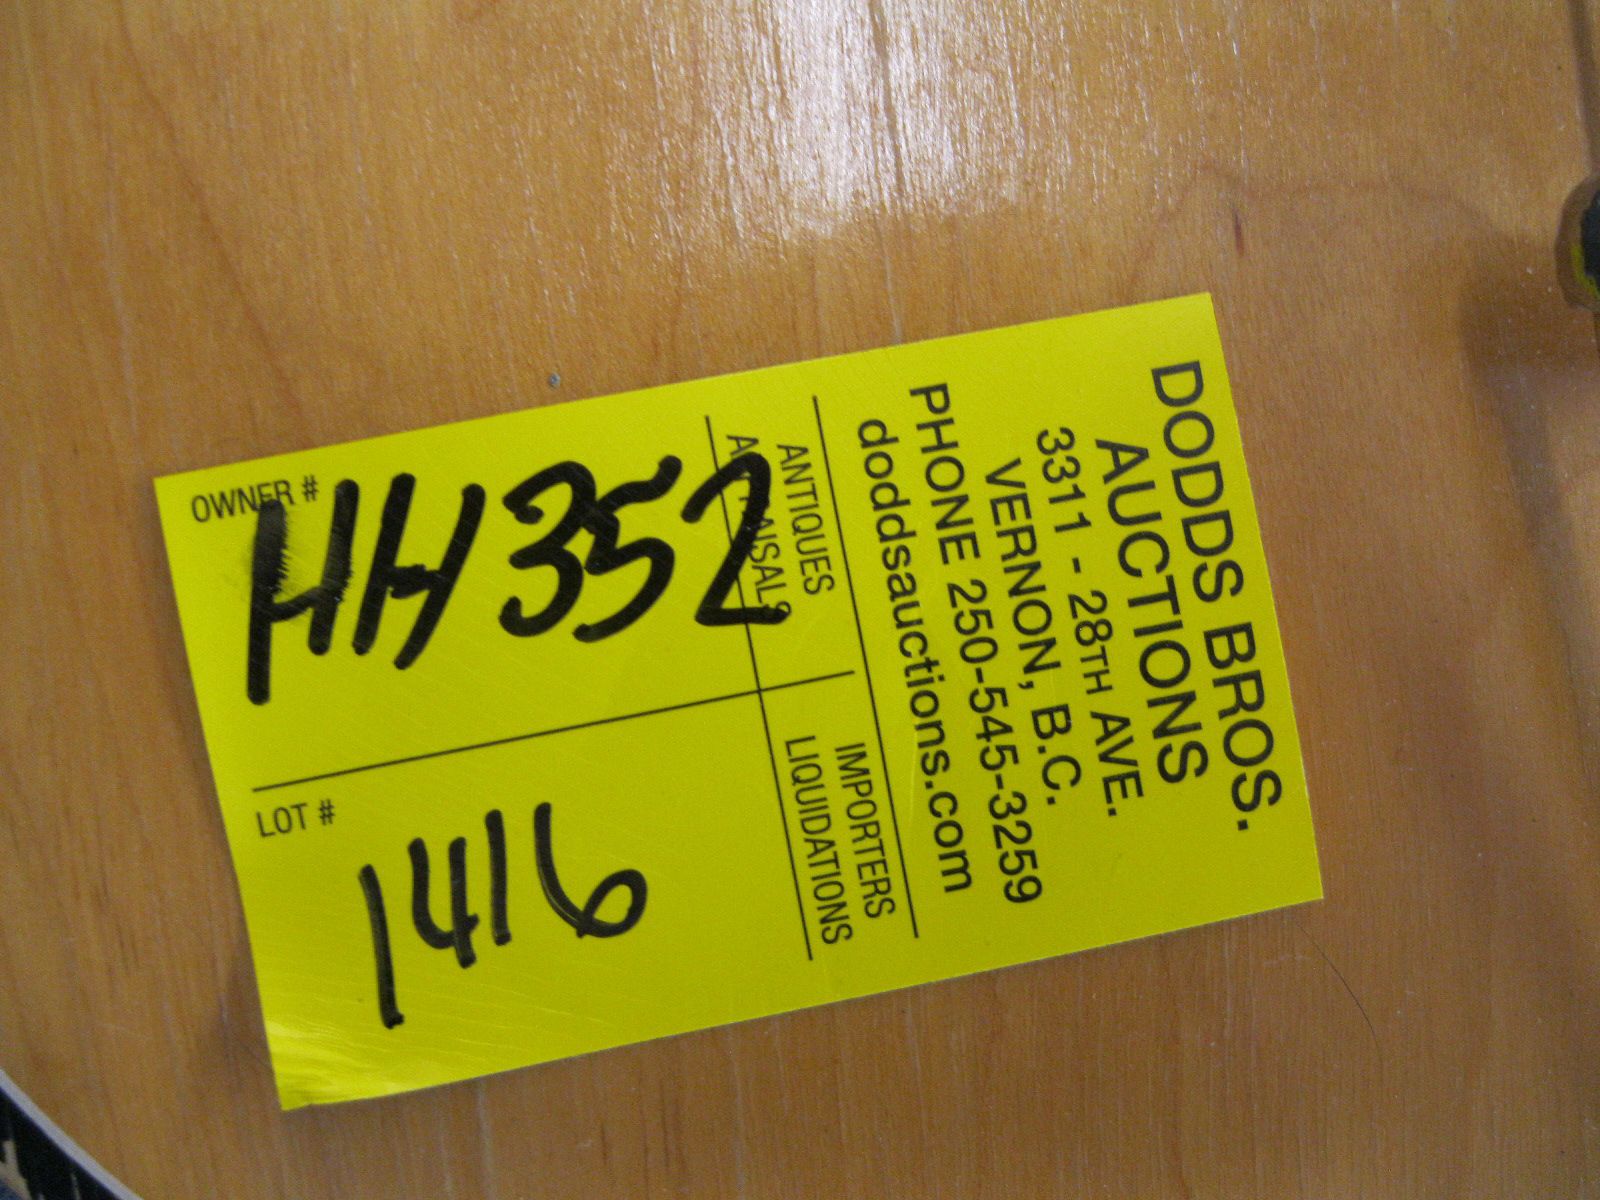 DODDS BROS.
AUCTIONS
3311 - 28TH AVE.
VERNON, B.C.
PHONE 250-545-3259
doddsauctions.com
ANTIQUES
IMPORTERS
LIQUIDATIONS
OWNER #
HH352
LOT #
1416